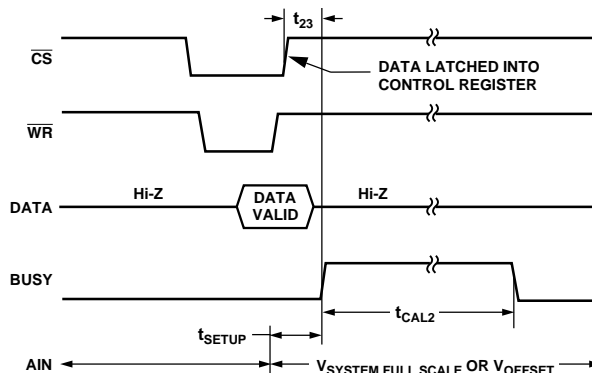 t23
CS
DATA LATCHED INTO
CONTROL REGISTER
WR
Hi-Z
DATA
VALID
Hi-Z
DATA
BUSY
tCAL2
tSETUP
AIN
VSYSTEM FULL SCALE OR VOFFSET